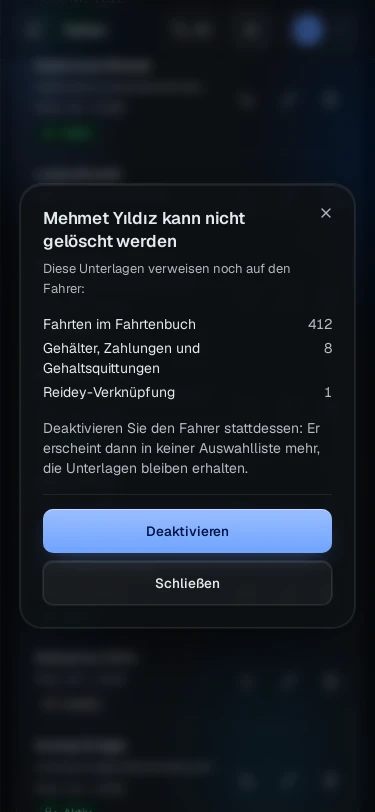 Mehmet Yıldız kann nicht
gelöscht werden
Diese Unterlagen verweisen noch auf den
Fahrer:
Fahrten im Fahrtenbuch 412
Gehälter, Zahlungen und 8
Gehaltsquittungen
Reidey-Verknüpfung 1
Deaktivieren Sie den Fahrer stattdessen: Er
erscheint dann in keiner Auswahlliste mehr,
die Unterlagen bleiben erhalten.
Deaktivieren
Schließen